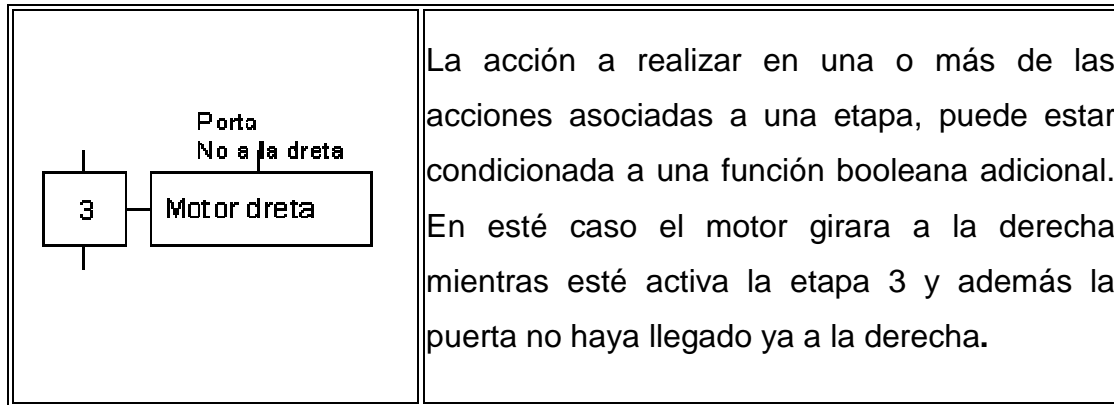 Porta
No a la dreta
3
Motor dreta
La acción a realizar en una o más de las
acciones asociadas a una etapa, puede estar
condicionada a una función booleana adicional.
En esté caso el motor girara a la derecha
mientras esté activa la etapa 3 y además la
puerta no haya llegado ya a la derecha.